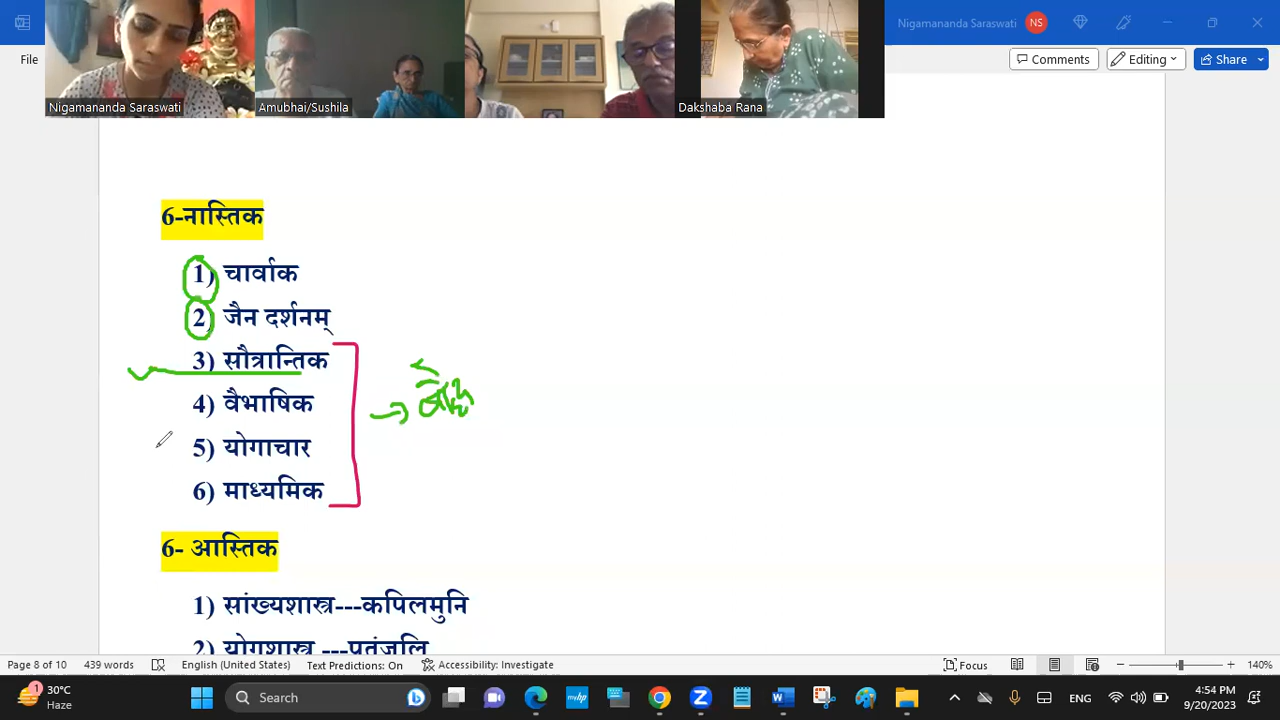 Nigamananda Saraswati NS
File
Comments
Editing
Share
Nigamananda Saraswati
Amubhai/Sushila
Dakshaba Rana
6-नास्तिक
1) चार्वाक
2) जैन दर्शनम्
3) सौत्रान्तिक
4) वैभाषिक
5) योगाचार
6) माध्यमिक
6- आस्तिक
1) सांख्यशास्त्र---कपिलमुनि
2) योगशास्त्र ---पतंजलि
Page 8 of 10 439 words English (United States) Text Predictions: On Accessibility: Investigate Focus 140%
1 30°C
Haze
Search
ENG
4:54 PM
9/20/2023